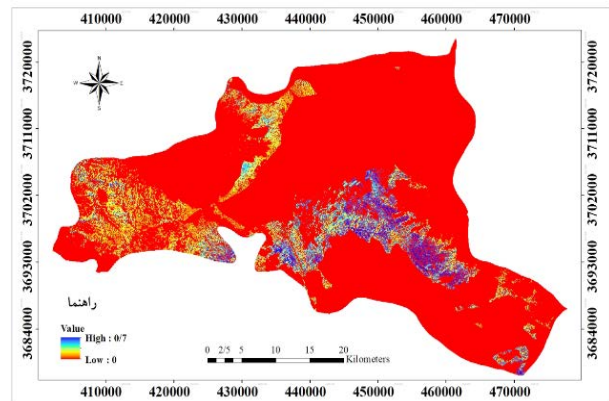 410000 420000 430000 440000 450000 460000 470000
3720000
3711000
3702000
3693000
3684000
N
W E
S
راهنما
Value
High : 0/7
Low : 0
0 2/5 5 10 15 20
Kilometers
3720000
3711000
3702000
3693000
3684000
410000 420000 430000 440000 450000 460000 470000